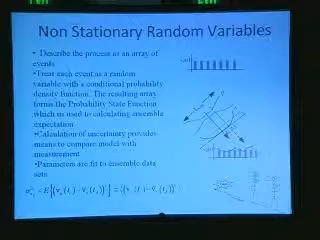 Non Stationary Random Variables
• Describe the process as an array of
events
•Treat each event as a random
variable with a conditional probability
density function. The resulting array
forms the Probability State Function
which is used to calculating ensemble
expectation
•Calculation of uncertainty provides
means to compare model with
measurement
•Parameters are fit to ensemble data
sets